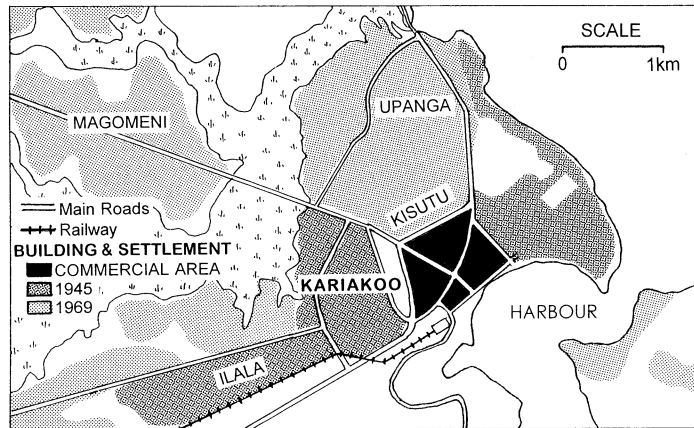 SCALE
0 1km
UPANGA
MAGOMENI
KISUTU
Main Roads
Railway
BUILDING & SETTLEMENT
COMMERCIAL AREA
1945
1969
KARIAKOO
HARBOUR
ILALA